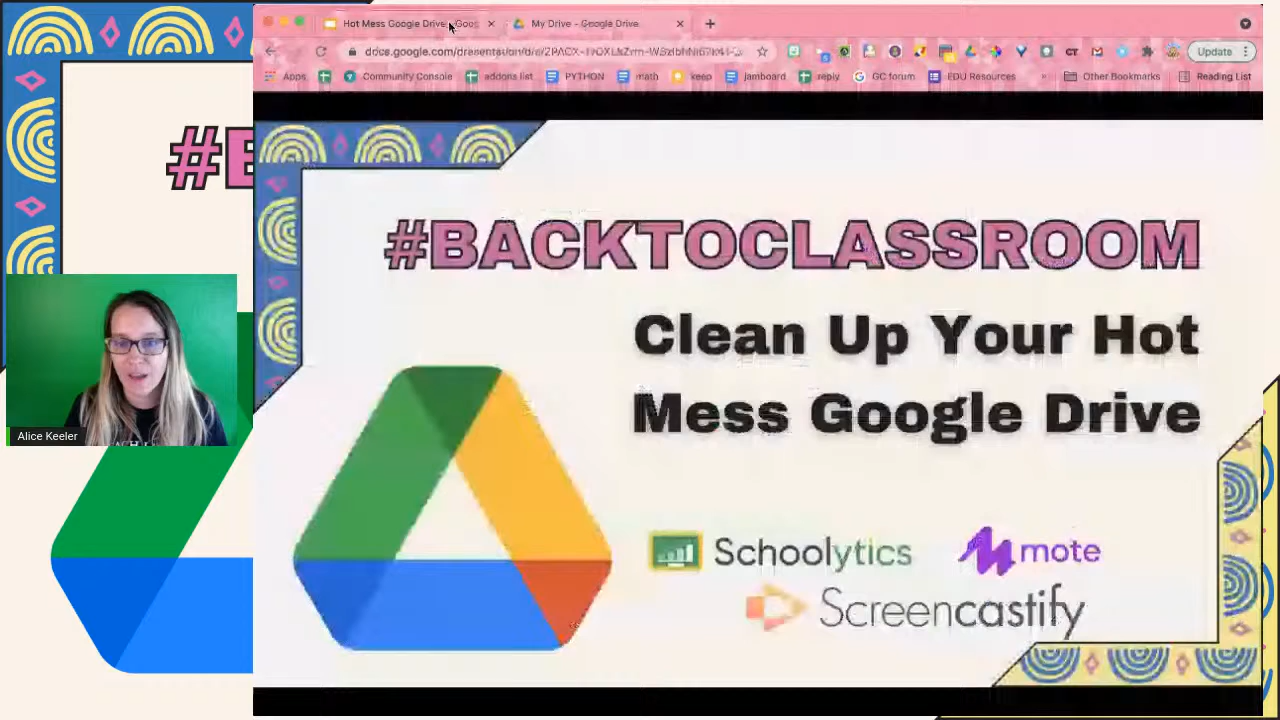 Hot Mess Google Drive - Goog
My Drive - Google Drive
Update
Apps
Community Console
addons list
PYTHON
math
keep
jamboard
reply
GC forum
EDU Resources
»
Other Bookmarks
Reading List
#B
#BACKTOCLASSROOM
Clean Up Your Hot
Mess Google Drive
Schoolytics
mote
Screencastify
Alice Keeler